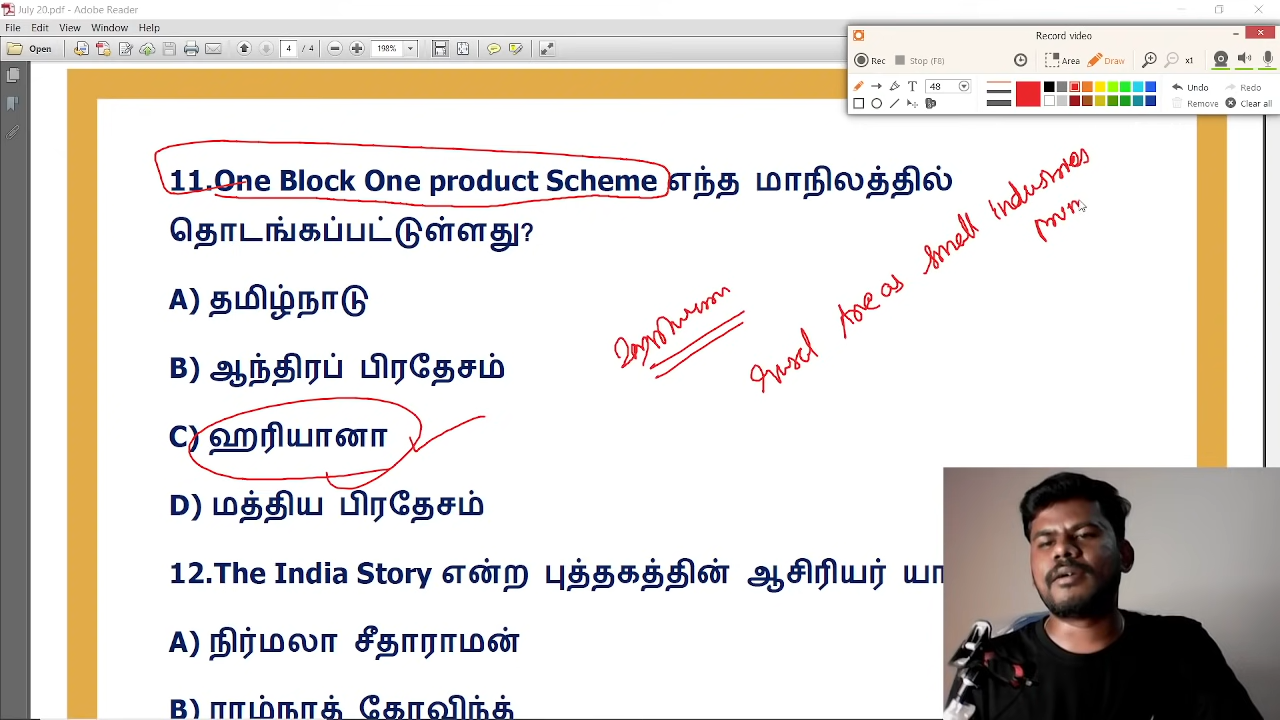 July 20.pdf - Adobe Reader
File Edit View Window Help
Open 4 / 4 198%
Record video
Rec Stop (F8) Area Draw x1
T 48 Undo Redo
Remove Clear all
11.One Block One product Scheme எந்த மாநிலத்தில்
தொடங்கப்பட்டுள்ளது?
A) தமிழ்நாடு
B) ஆந்திரப் பிரதேசம்
C) ஹரியானா
D) மத்திய பிரதேசம்
12.The India Story என்ற புத்தகத்தின் ஆசிரியர்
A) நிர்மலா சீதாராமன்
B) ராம்நாத் கோவிந்த்
Areas small industries